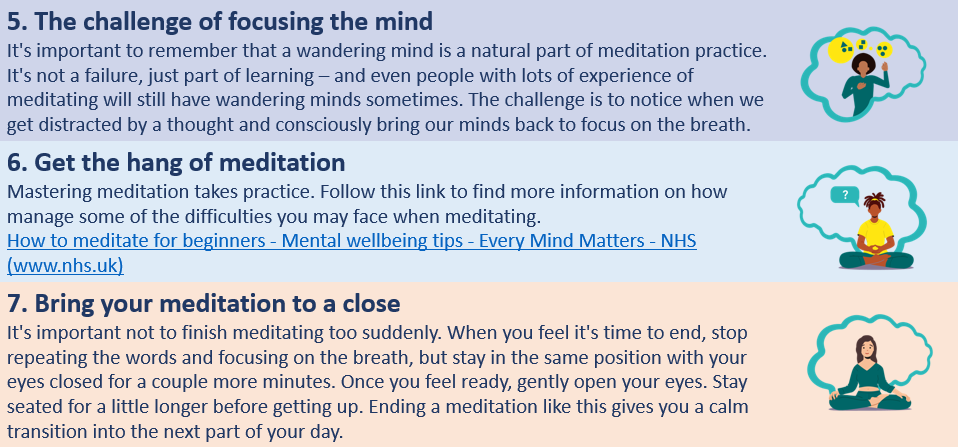 5. The challenge of focusing the mind
It's important to remember that a wandering mind is a natural part of meditation practice.
It's not a failure, just part of learning – and even people with lots of experience of
meditating will still have wandering minds sometimes. The challenge is to notice when we
get distracted by a thought and consciously bring our minds back to focus on the breath.
6. Get the hang of meditation
Mastering meditation takes practice. Follow this link to find more information on how
manage some of the difficulties you may face when meditating.
How to meditate for beginners - Mental wellbeing tips - Every Mind Matters - NHS
(www.nhs.uk)
?
7. Bring your meditation to a close
It's important not to finish meditating too suddenly. When you feel it's time to end, stop
repeating the words and focusing on the breath, but stay in the same position with your
eyes closed for a couple more minutes. Once you feel ready, gently open your eyes. Stay
seated for a little longer before getting up. Ending a meditation like this gives you a calm
transition into the next part of your day.